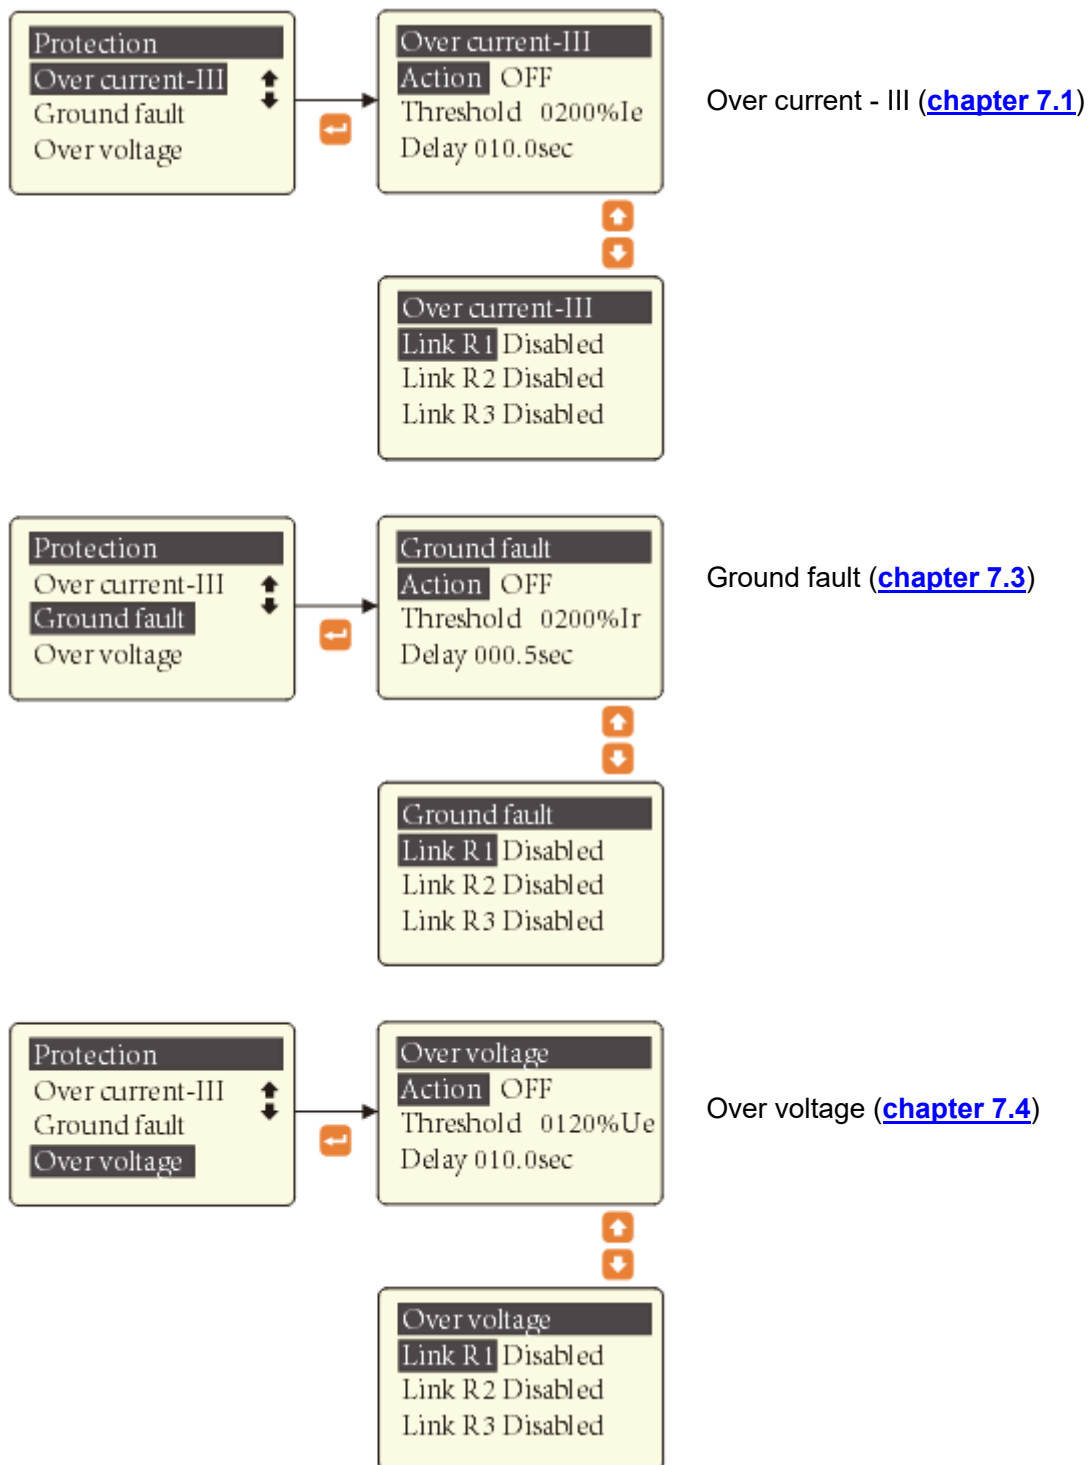 Protection
Over current-III
Ground fault
Over voltage
Over current-III
Action OFF
Threshold 0200%Ie
Delay 010.0sec
Over current - III (chapter 7.1)
Over current-III
Link R1 Disabled
Link R2 Disabled
Link R3 Disabled
Protection
Over current-III
Ground fault
Over voltage
Ground fault
Action OFF
Threshold 0200%Ir
Delay 000.5sec
Ground fault (chapter 7.3)
Ground fault
Link R1 Disabled
Link R2 Disabled
Link R3 Disabled
Protection
Over current-III
Ground fault
Over voltage
Over voltage
Action OFF
Threshold 0120%Ue
Delay 010.0sec
Over voltage (chapter 7.4)
Over voltage
Link R1 Disabled
Link R2 Disabled
Link R3 Disabled